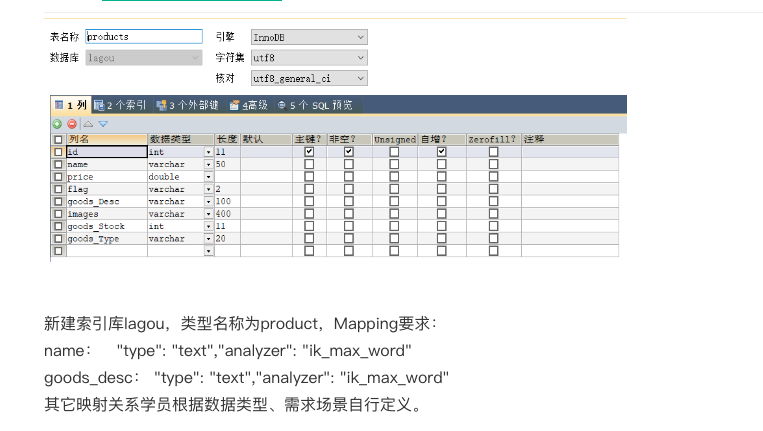 表名称 products 引擎 InnoDB
数据库 lagou 字符集 utf8
核对 utf8_general_ci
1 列 2 个索引 3 个外部键 4高级 5 个 SQL 预览
列名 数据类型 长度 默认 主键? 非空? Unsigned 自增? Zerofill? 注释
id int 11
name varchar 50
price double
flag varchar 2
goods_Desc varchar 100
images varchar 400
goods_Stock int 11
goods_Type varchar 20
新建索引库lagou，类型名称为product，Mapping要求：
name： "type": "text","analyzer": "ik_max_word"
goods_desc： "type": "text","analyzer": "ik_max_word"
其它映射关系学员根据数据类型、需求场景自行定义。